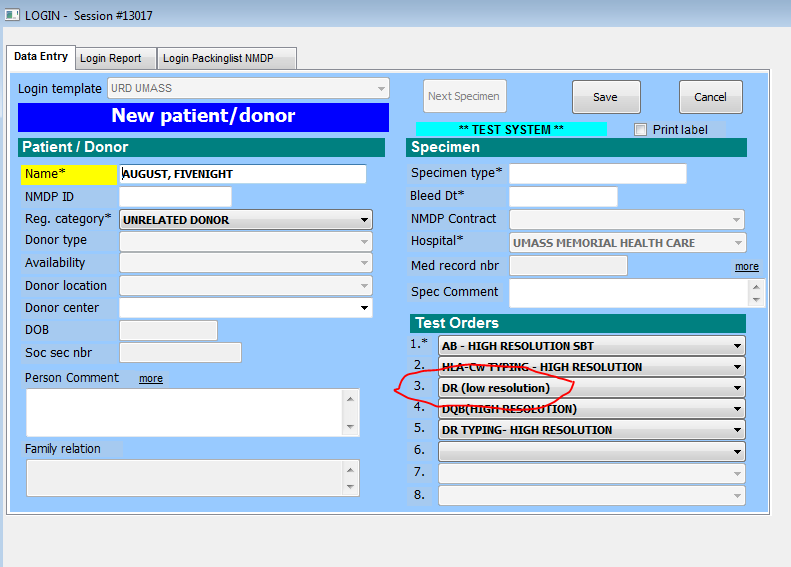 LOGIN - Session #13017
Data Entry
Login Report
Login Packinglist NMDP
Login template
URD UMASS
Next Specimen
Save
Cancel
New patient/donor
** TEST SYSTEM **
Print label
Patient / Donor
Name*
AUGUST, FIVENIGHT
NMDP ID
Reg. category*
UNRELATED DONOR
Donor type
Availability
Donor location
Donor center
DOB
Soc sec nbr
Person Comment
more
Family relation
Specimen
Specimen type*
Bleed Dt*
NMDP Contract
Hospital*
UMASS MEMORIAL HEALTH CARE
Med record nbr
more
Spec Comment
Test Orders
1.* AB - HIGH RESOLUTION SBT
2. HLA-Cw TYPING - HIGH RESOLUTION
3. DR (low resolution)
4. DQB(HIGH RESOLUTION)
5. DR TYPING- HIGH RESOLUTION
6.
7.
8.